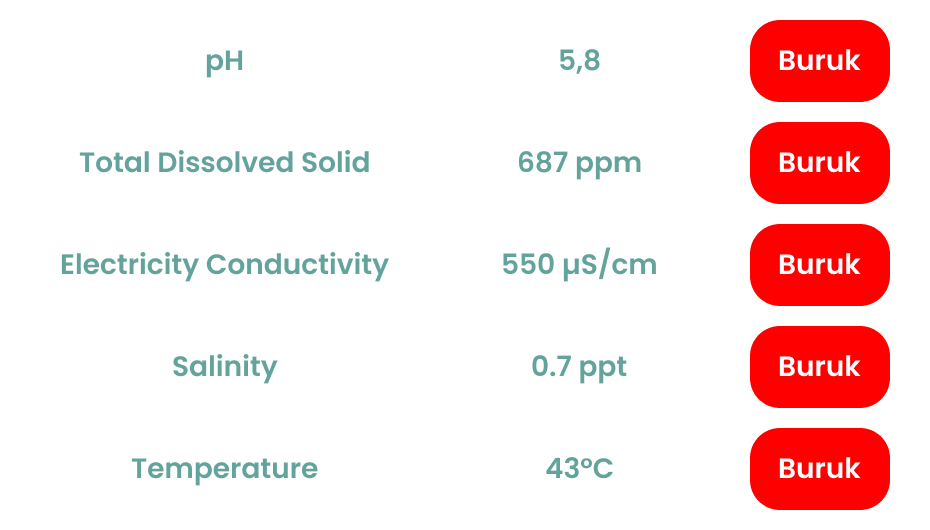 pH 5,8 Buruk
Total Dissolved Solid 687 ppm Buruk
Electricity Conductivity 550 µS/cm Buruk
Salinity 0.7 ppt Buruk
Temperature 43°C Buruk